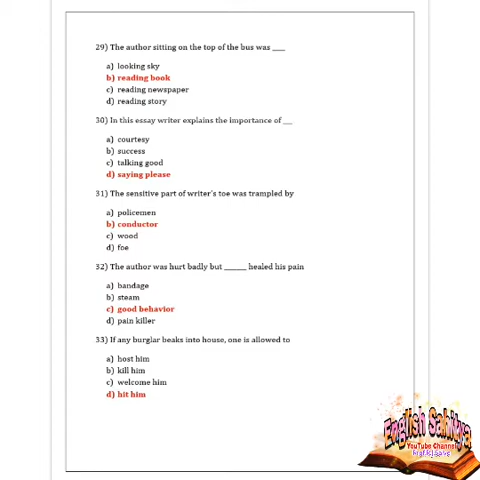 29) The author sitting on the top of the bus was ___
a) looking sky
b) reading book
c) reading newspaper
d) reading story
30) In this essay writer explains the importance of __
a) courtesy
b) success
c) talking good
d) saying please
31) The sensitive part of writer's toe was trampled by
a) policemen
b) conductor
c) wood
d) foe
32) The author was hurt badly but _____ healed his pain
a) bandage
b) steam
c) good behavior
d) pain killer
33) If any burglar beaks into house, one is allowed to
a) host him
b) kill him
c) welcome him
d) hit him
English Sahitya
YouTube Channel